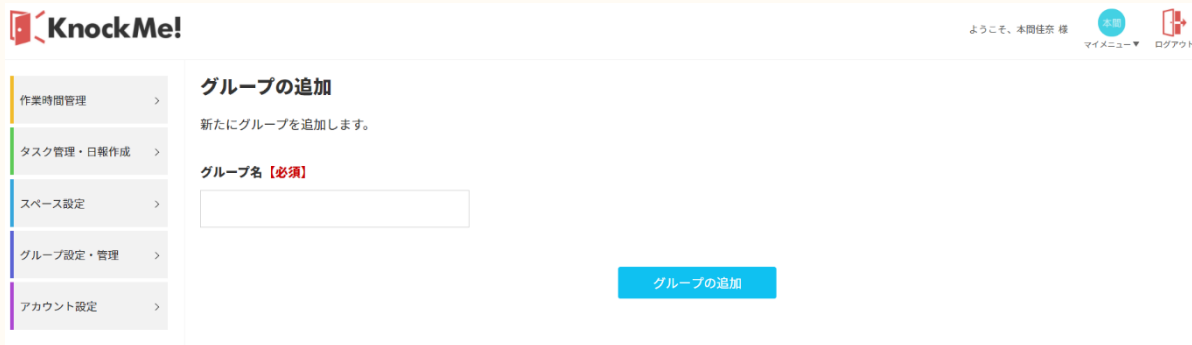 KnockMe!
ようこそ、本間佳奈 様
本間
マイメニュー▼
ログアウト
作業時間管理
タスク管理・日報作成
スペース設定
グループ設定・管理
アカウント設定
グループの追加
新たにグループを追加します。
グループ名【必須】
グループの追加